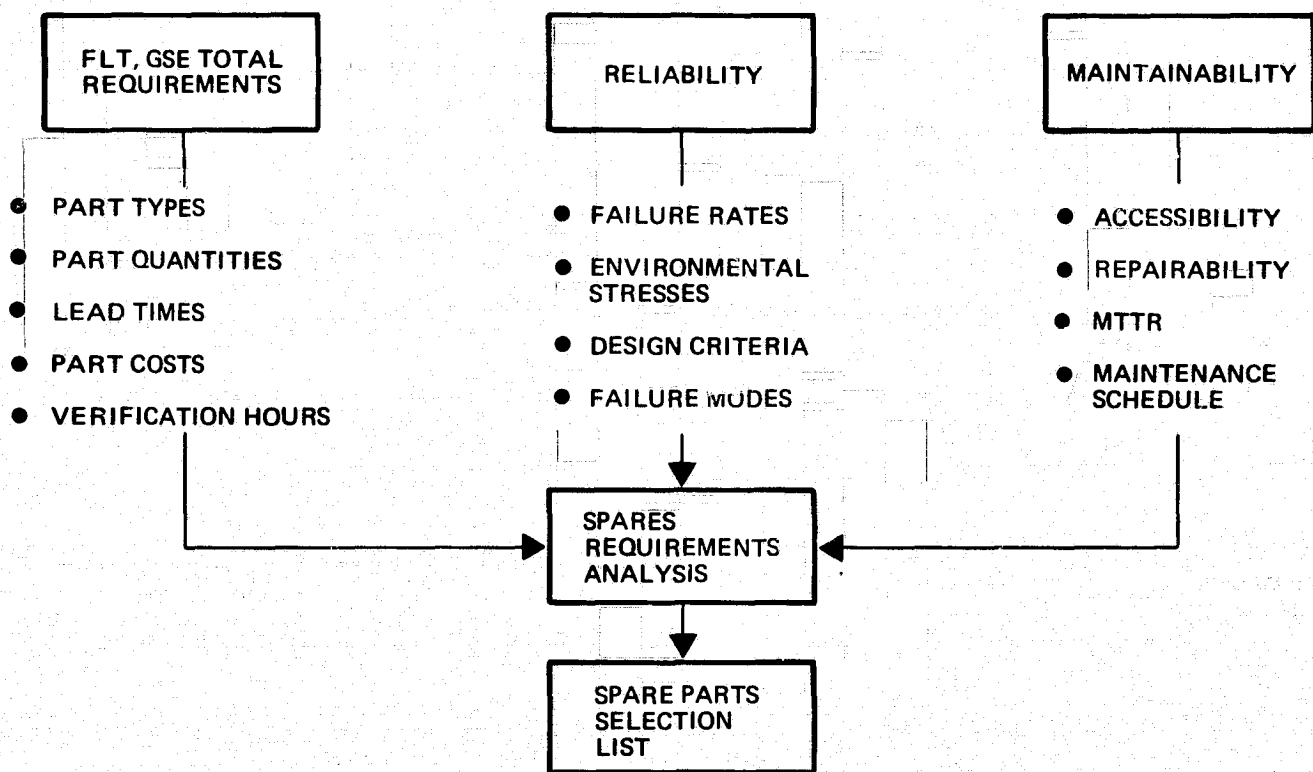 FLT, GSE TOTAL
REQUIREMENTS
● PART TYPES
● PART QUANTITIES
● LEAD TIMES
● PART COSTS
● VERIFICATION HOURS
RELIABILITY
● FAILURE RATES
● ENVIRONMENTAL
STRESSES
● DESIGN CRITERIA
● FAILURE MODES
MAINTAINABILITY
● ACCESSIBILITY
● REPAIRABILITY
● MTTR
● MAINTENANCE
SCHEDULE
SPARES
REQUIREMENTS
ANALYSIS
SPARE PARTS
SELECTION
LIST